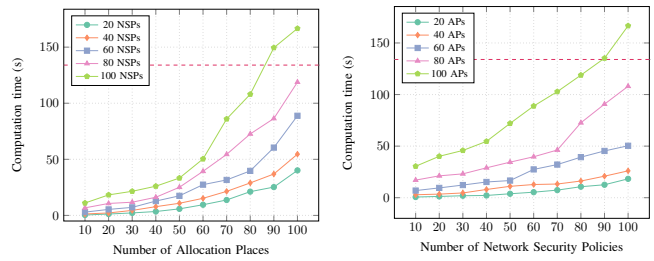 20 NSPs
40 NSPs
60 NSPs
80 NSPs
100 NSPs
150
100
50
0
Computation time (s)
10 20 30 40 50 60 70 80 90 100
Number of Allocation Places
20 APs
40 APs
60 APs
80 APs
100 APs
150
100
50
0
Computation time (s)
10 20 30 40 50 60 70 80 90 100
Number of Network Security Policies